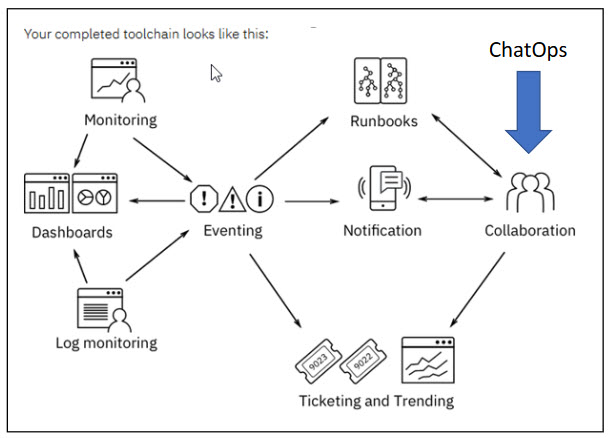 Your completed toolchain looks like this:
ChatOps
Monitoring
Runbooks
Dashboards
Eventing
Notification
Collaboration
Log monitoring
9023
9022
Ticketing and Trending